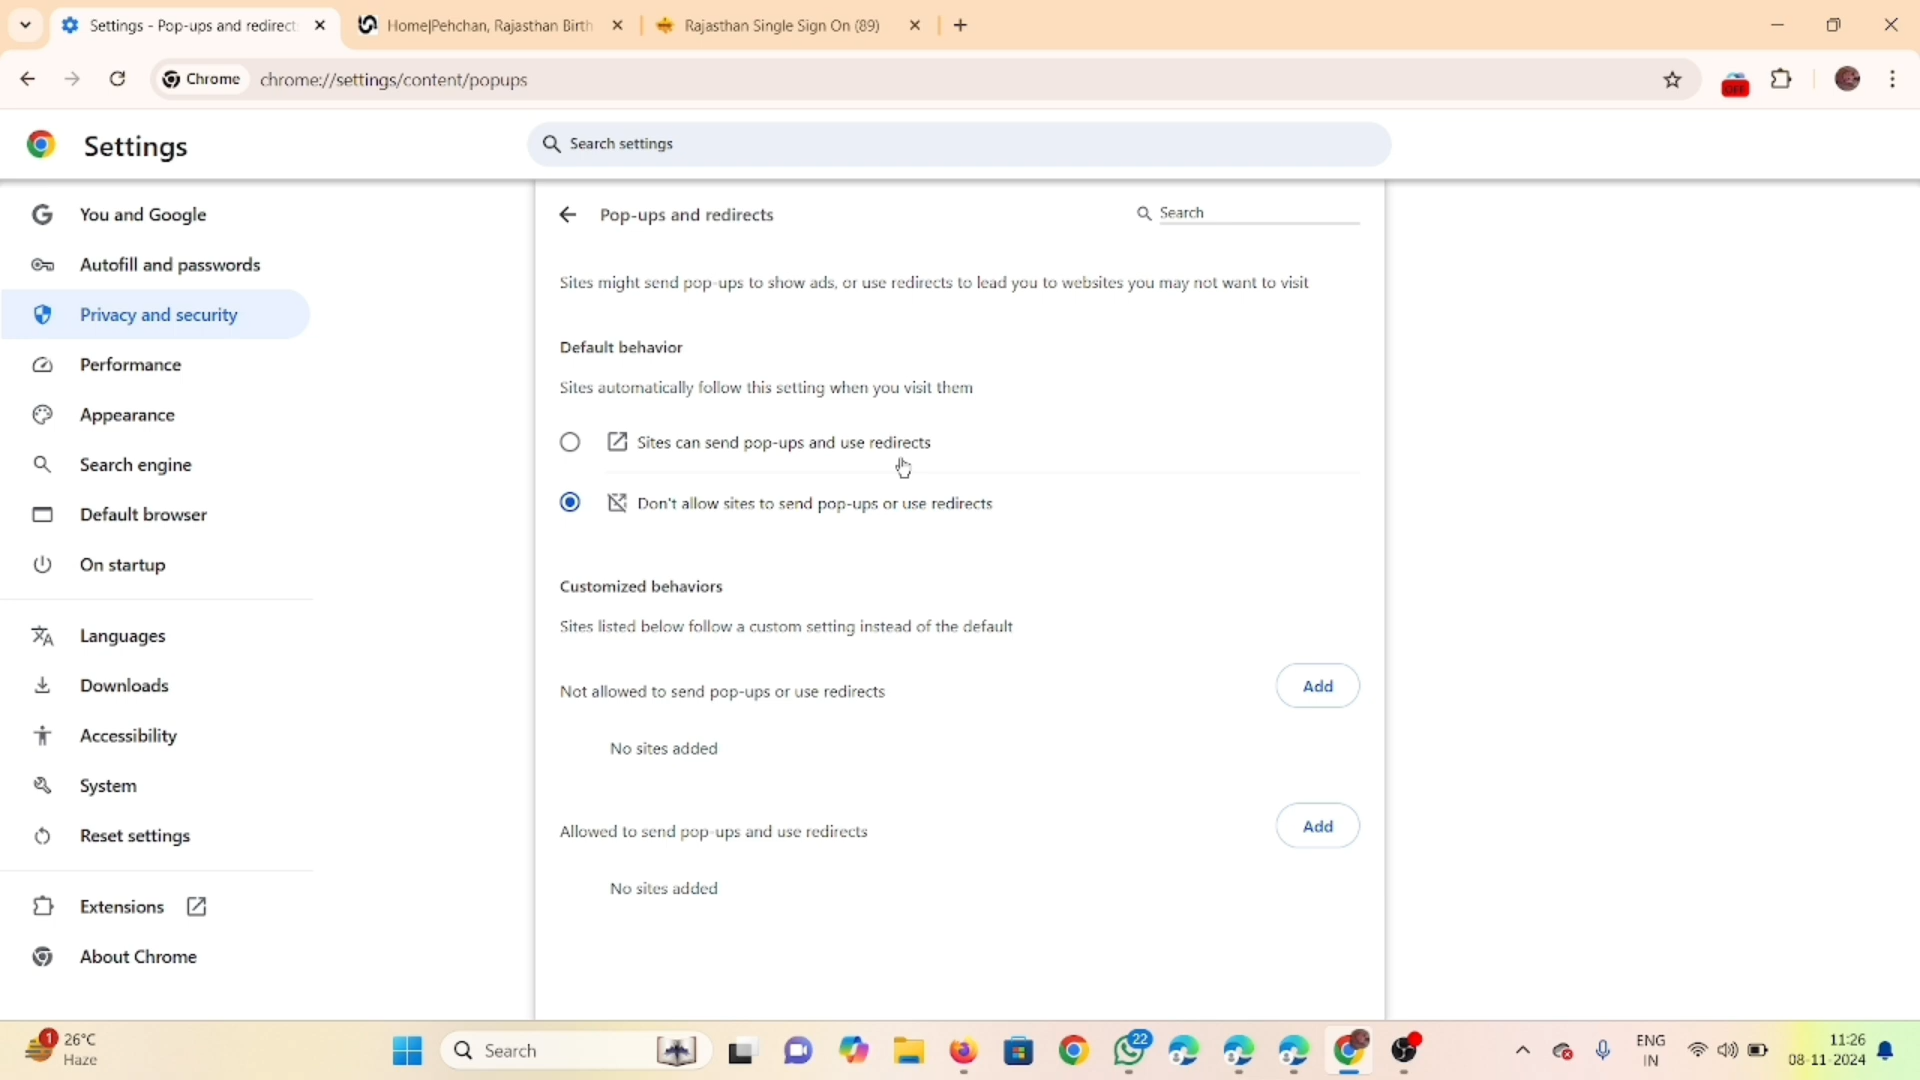 Settings - Pop-ups and redirect
Home|Pehchan, Rajasthan Birth
Rajasthan Single Sign On (89)
Chrome
chrome://settings/content/popups
OFF
Settings
Search settings
You and Google
Autofill and passwords
Privacy and security
Performance
Appearance
Search engine
Default browser
On startup
Languages
Downloads
Accessibility
System
Reset settings
Extensions
About Chrome
Pop-ups and redirects
Search
Sites might send pop-ups to show ads, or use redirects to lead you to websites you may not want to visit
Default behavior
Sites automatically follow this setting when you visit them
Sites can send pop-ups and use redirects
Don't allow sites to send pop-ups or use redirects
Customized behaviors
Sites listed below follow a custom setting instead of the default
Not allowed to send pop-ups or use redirects
Add
No sites added
Allowed to send pop-ups and use redirects
Add
No sites added
1
26°C
Haze
Search
22
ENG
IN
11:26
08-11-2024